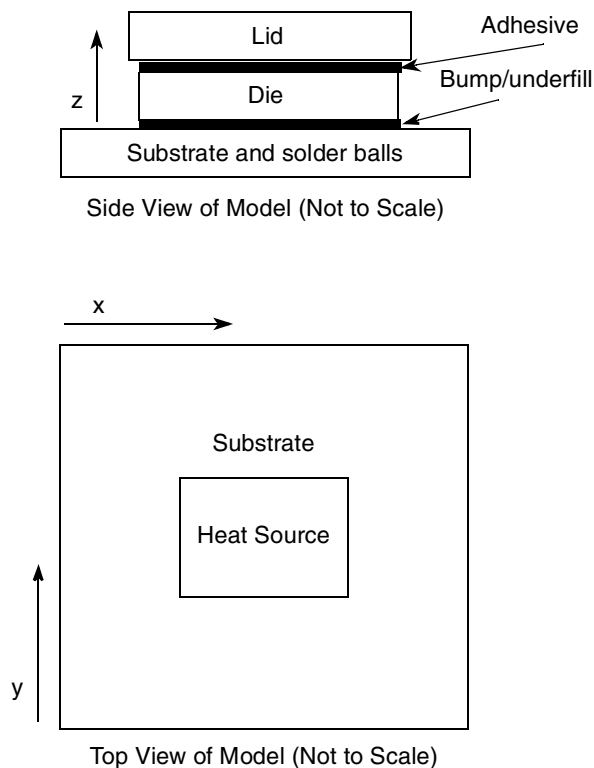 Lid
Adhesive
z
Die
Bump/underfill
Substrate and solder balls
Side View of Model (Not to Scale)
x
Substrate
Heat Source
y
Top View of Model (Not to Scale)